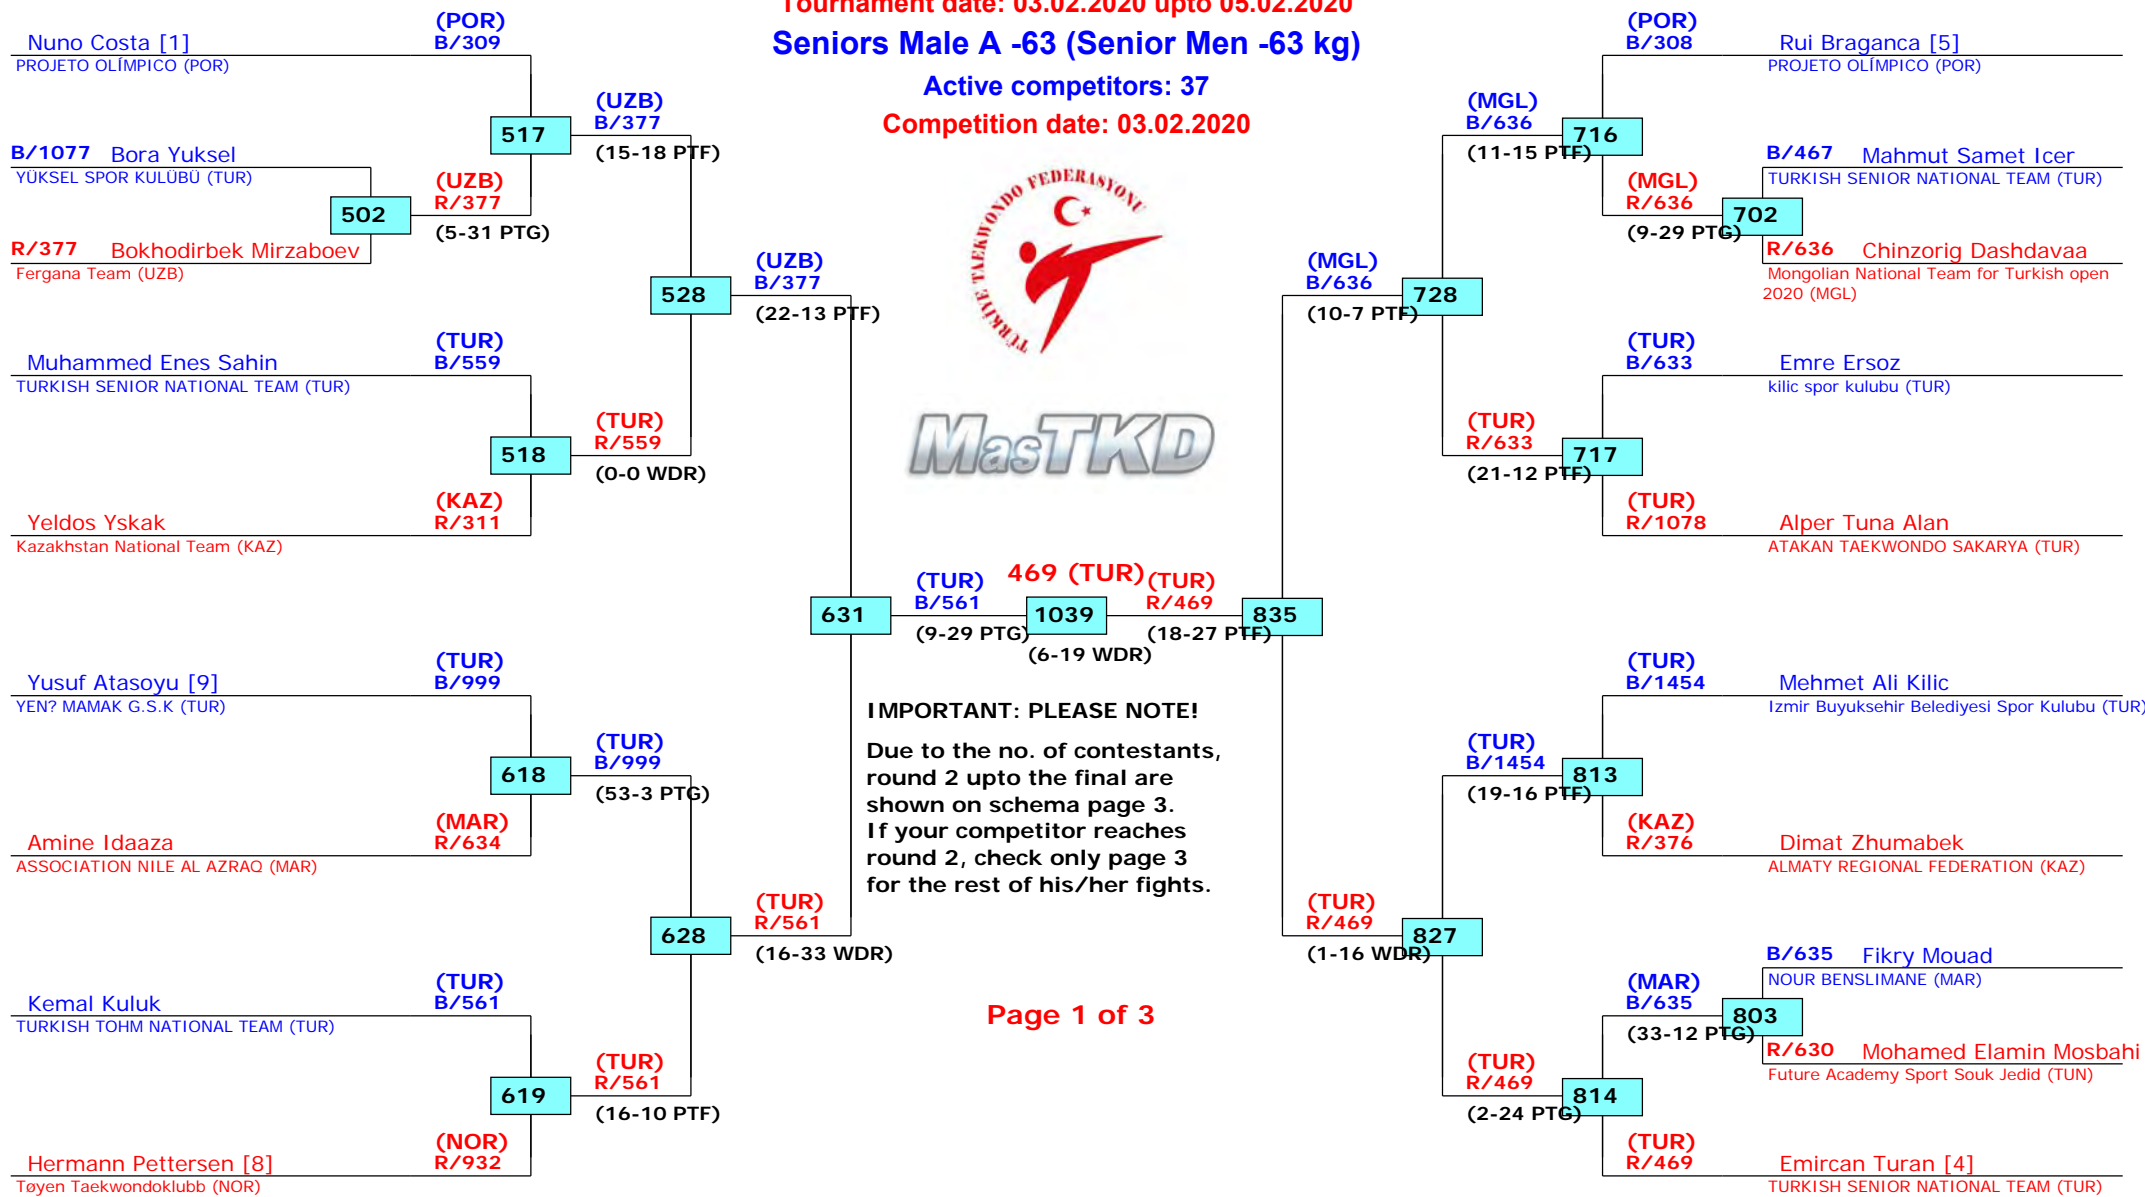 Tournament date: 03.02.2020 upto 05.02.2020
Seniors Male A -63 (Senior Men -63 kg)
Active competitors: 37
Competition date: 03.02.2020
Nuno Costa [1]
PROJETO OLÍMPICO (POR)
(POR)
B/309
B/1077 Bora Yuksel
YÜKSEL SPOR KULÜBÜ (TUR)
R/377 Bokhodirbek Mirzaboev
Fergana Team (UZB)
502
(UZB)
R/377
(5-31 PTG)
517
(UZB)
B/377
(15-18 PTF)
Muhammed Enes Sahin
TURKISH SENIOR NATIONAL TEAM (TUR)
(TUR)
B/559
Yeldos Yskak
Kazakhstan National Team (KAZ)
(KAZ)
R/311
518
(TUR)
R/559
(0-0 WDR)
528
(UZB)
B/377
(22-13 PTF)
Yusuf Atasoyu [9]
YEN? MAMAK G.S.K (TUR)
(TUR)
B/999
Amine Idaaza
ASSOCIATION NILE AL AZRAQ (MAR)
(MAR)
R/634
618
(TUR)
B/999
(53-3 PTG)
Kemal Kuluk
TURKISH TOHM NATIONAL TEAM (TUR)
(TUR)
B/561
Hermann Pettersen [8]
Tøyen Taekwondoklubb (NOR)
(NOR)
R/932
619
(TUR)
R/561
(16-10 PTF)
628
(TUR)
R/561
(16-33 WDR)
631
(TUR)
B/561
(9-29 PTG)
TÜRKİYE TAEKWONDO FEDERASYONU
MasTKD
469 (TUR)
1039
(6-19 WDR)
(TUR)
R/469
(18-27 PTF)
835
IMPORTANT: PLEASE NOTE!
Due to the no. of contestants,
round 2 upto the final are
shown on schema page 3.
If your competitor reaches
round 2, check only page 3
for the rest of his/her fights.
Page 1 of 3
(MGL)
B/636
(10-7 PTF)
728
(MGL)
B/636
(11-15 PTF)
716
(POR)
B/308
Rui Braganca [5]
PROJETO OLÍMPICO (POR)
(MGL)
R/636
(9-29 PTG)
702
B/467 Mahmut Samet Icer
TURKISH SENIOR NATIONAL TEAM (TUR)
R/636 Chinzorig Dashdavaa
Mongolian National Team for Turkish open
2020 (MGL)
(TUR)
R/633
(21-12 PTF)
717
(TUR)
B/633
Emre Ersoz
kilic spor kulubu (TUR)
(TUR)
R/1078
Alper Tuna Alan
ATAKAN TAEKWONDO SAKARYA (TUR)
(TUR)
R/469
(1-16 WDR)
827
(TUR)
B/1454
(19-16 PTF)
813
(TUR)
B/1454
Mehmet Ali Kilic
Izmir Buyuksehir Belediyesi Spor Kulubu (TUR)
(KAZ)
R/376
Dimat Zhumabek
ALMATY REGIONAL FEDERATION (KAZ)
(TUR)
R/469
(2-24 PTG)
814
(MAR)
B/635
(33-12 PTG)
803
B/635 Fikry Mouad
NOUR BENSLIMANE (MAR)
R/630 Mohamed Elamin Mosbahi
Future Academy Sport Souk Jedid (TUN)
(TUR)
R/469
Emircan Turan [4]
TURKISH SENIOR NATIONAL TEAM (TUR)